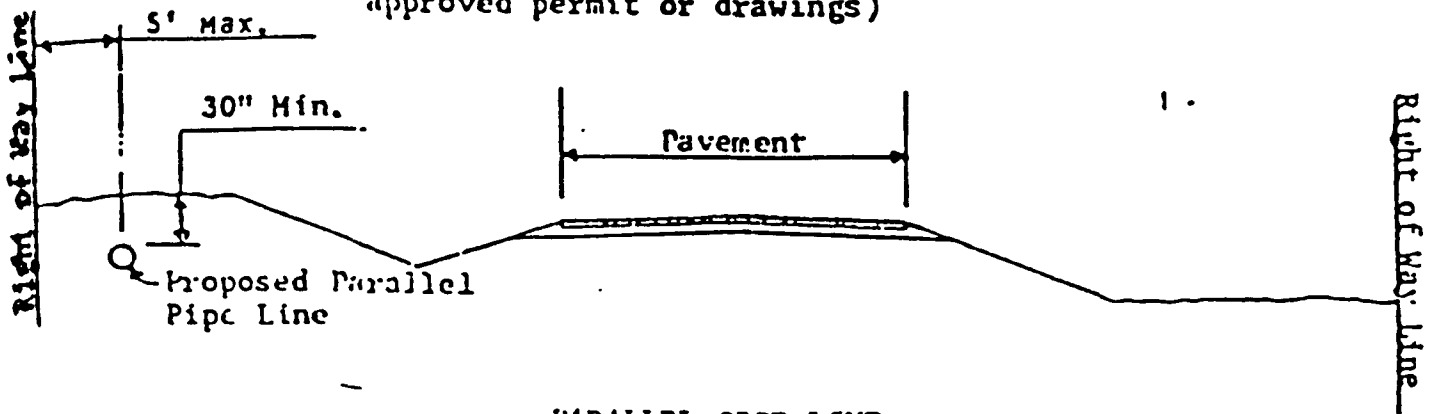 approved permit or drawings)
5' Max.
Right of Way Line
30" Min.
Pavement
Right of Way Line
Proposed Parallel
Pipe Line